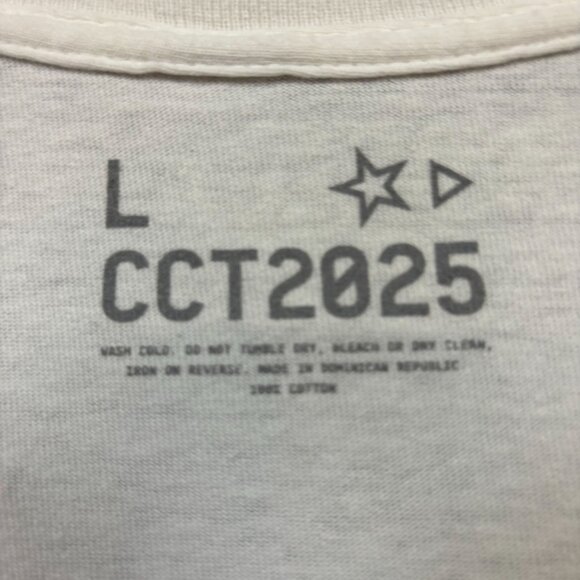 L
CCT2025
WASH COLD. DO NOT TUMBLE DRY, BLEACH OR DRY CLEAN.
IRON ON REVERSE. MADE IN DOMINICAN REPUBLIC
100% COTTON